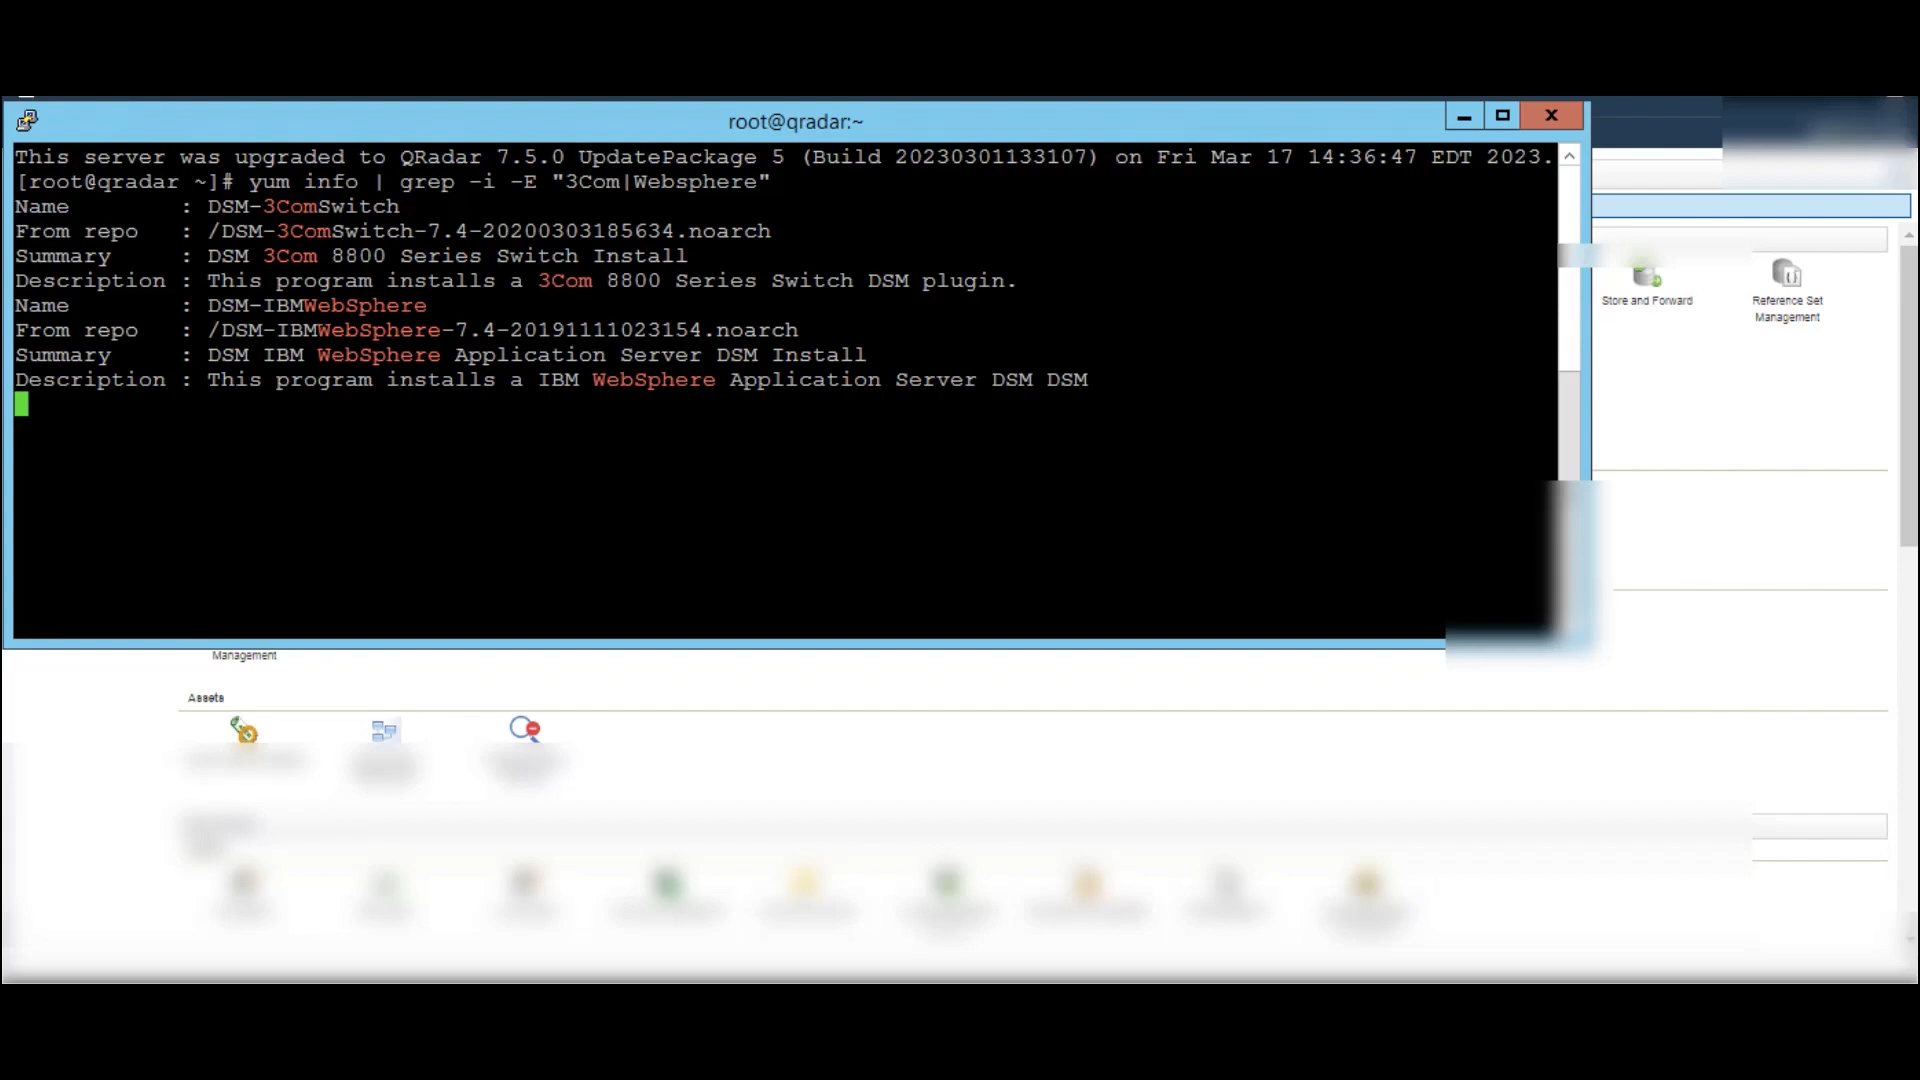 root@qradar:~
This server was upgraded to QRadar 7.5.0 UpdatePackage 5 (Build 20230301133107) on Fri Mar 17 14:36:47 EDT 2023.
[root@qradar ~]# yum info | grep -i -E "3Com|Websphere"
Name        : DSM-3ComSwitch
From repo   : /DSM-3ComSwitch-7.4-20200303185634.noarch
Summary     : DSM 3Com 8800 Series Switch Install
Description : This program installs a 3Com 8800 Series Switch DSM plugin.
Name        : DSM-IBMWebSphere
From repo   : /DSM-IBMWebSphere-7.4-20191111023154.noarch
Summary     : DSM IBM WebSphere Application Server DSM Install
Description : This program installs a IBM WebSphere Application Server DSM DSM
Store and Forward
Reference Set
Management
Management
Assets